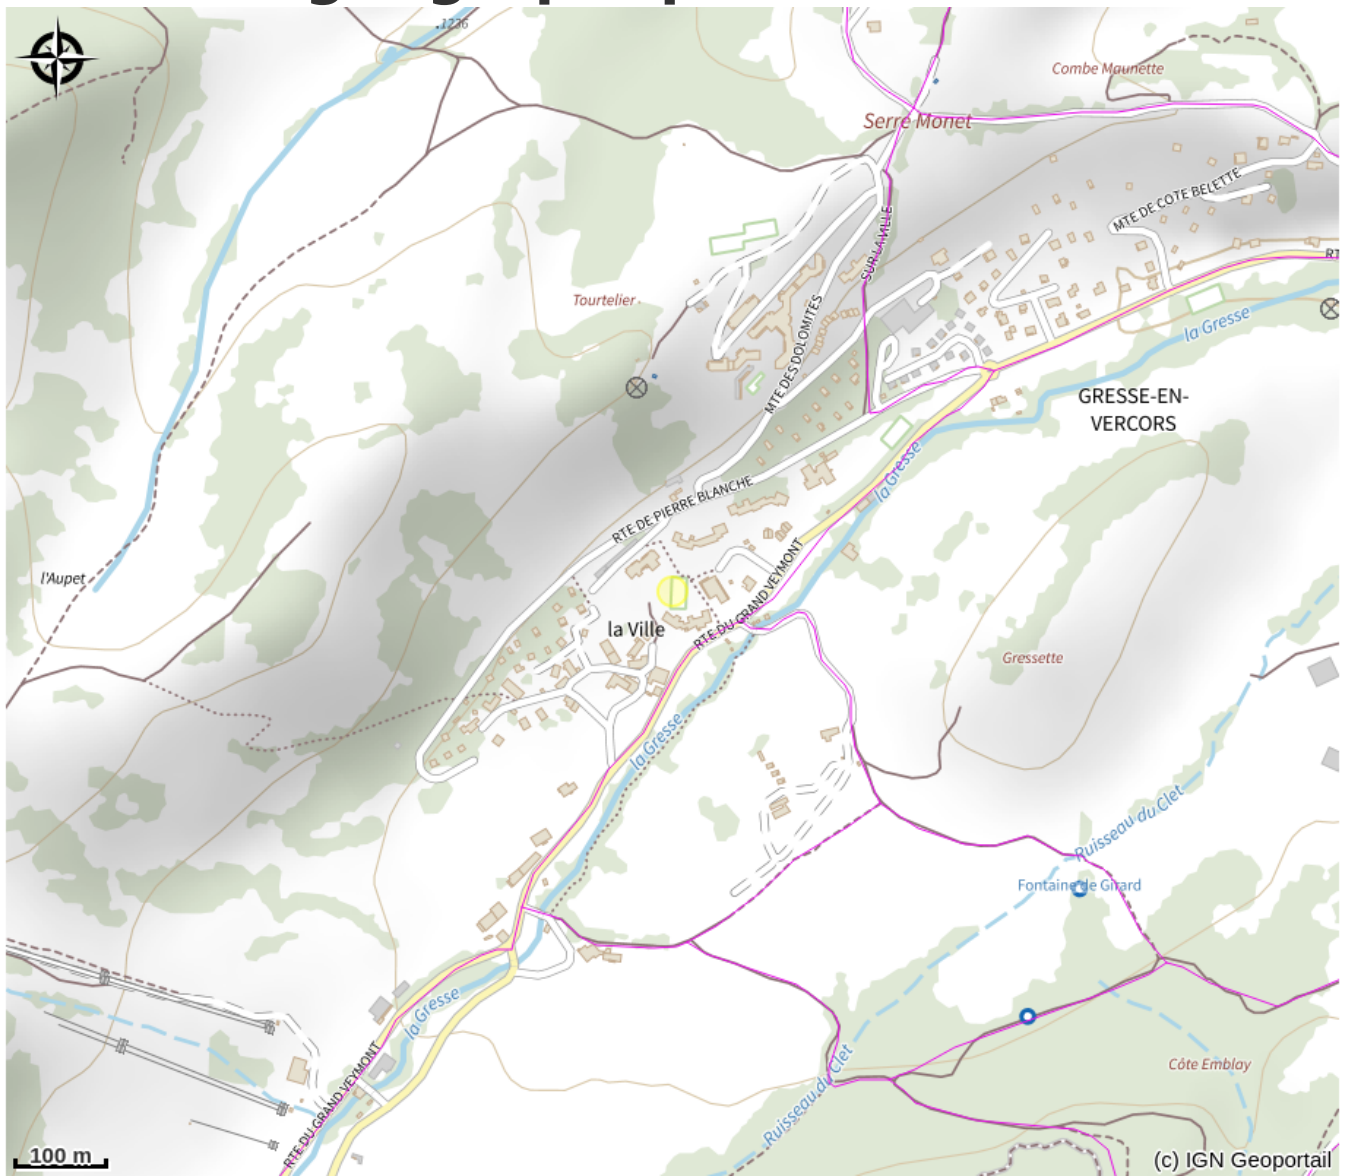 .1236
Combe Maunette
Serre Monet
MTE DE COTE BELETTE
SUR LA VILLE
RT
Tourtelier
la Gresse
MTE DES DOLOMITES
GRESSE-EN-
VERCORS
la Gresse
RTE DE PIERRE BLANCHE
l'Aupet
RTE DU GRAND VEYMONT
la Ville
Gressette
la Gresse
Ruisseau du Clet
Fontaine de Girard
la Gresse
Ruisseau du Clet
Côte Emblay
RTE DU GRAND VEYMONT
100 m
(c) IGN Geoportail